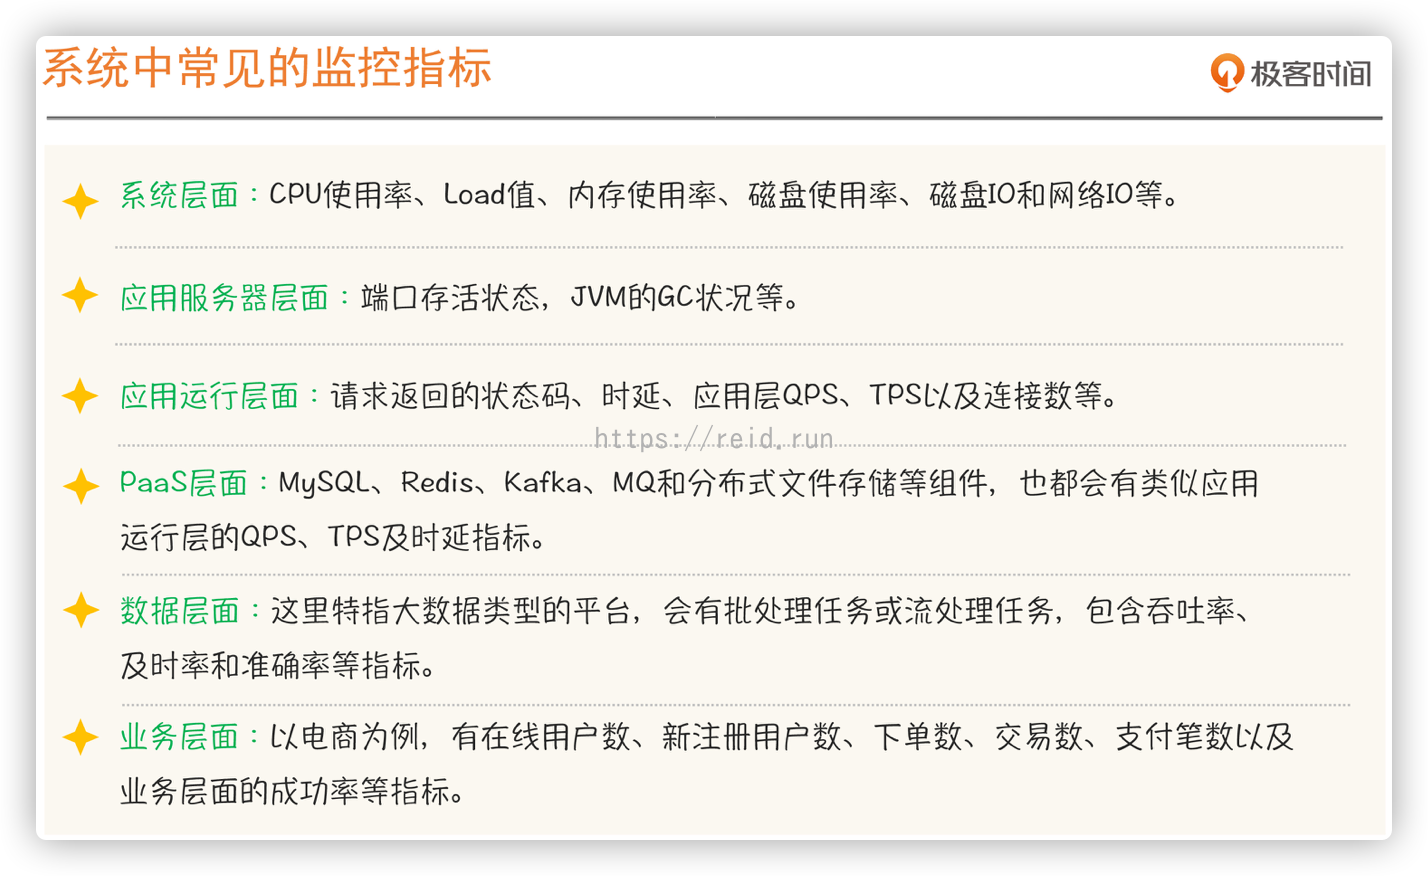 系统中常见的监控指标
极客时间
系统层面：CPU使用率、Load值、内存使用率、磁盘使用率、磁盘IO和网络IO等。
应用服务器层面：端口存活状态，JVM的GC状况等。
应用运行层面：请求返回的状态码、时延、应用层QPS、TPS以及连接数等。
https://reid.run
PaaS层面：MySQL、Redis、Kafka、MQ和分布式文件存储等组件，也都会有类似应用
运行层的QPS、TPS及时延指标。
数据层面：这里特指大数据类型的平台，会有批处理任务或流处理任务，包含吞吐率、
及时率和准确率等指标。
业务层面：以电商为例，有在线用户数、新注册用户数、下单数、交易数、支付笔数以及
业务层面的成功率等指标。